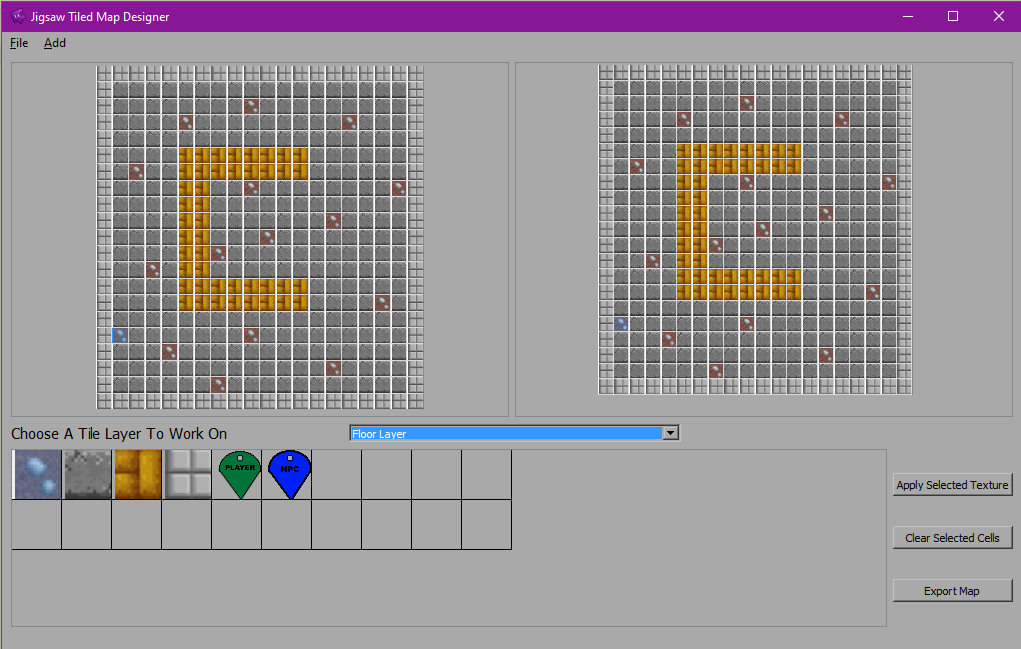 Jigsaw Tiled Map Designer
File Add
Choose A Tile Layer To Work On
Floor Layer
PLAYER
NPC
Apply Selected Texture
Clear Selected Cells
Export Map